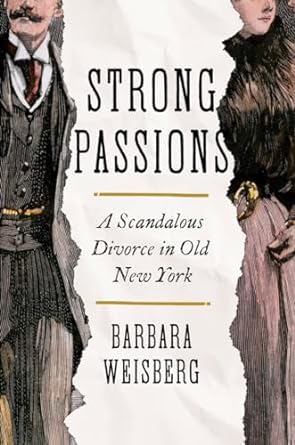 STRONG
PASSIONS
A Scandalous
Divorce in Old
New York
BARBARA
WEISBERG